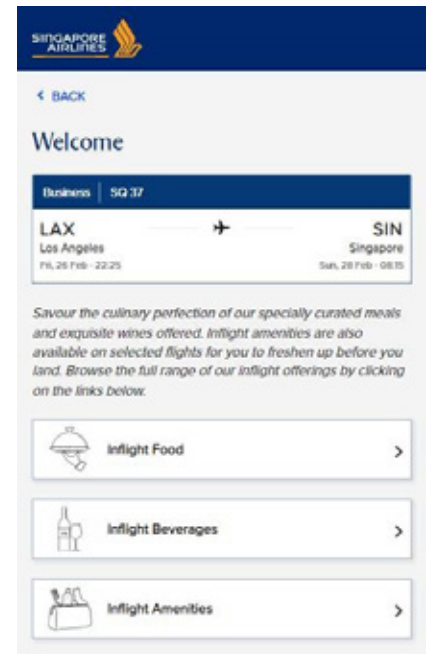 SINGAPORE
AIRLINES
< BACK
Welcome
Business | SQ 37
LAX SIN
Los Angeles Singapore
Fri, 26 Feb - 22:25 Sun, 28 Feb - 08:15
Savour the culinary perfection of our specially curated meals
and exquisite wines offered. Inflight amenities are also
available on selected flights for you to freshen up before you
land. Browse the full range of our inflight offerings by clicking
on the links below.
Inflight Food >
Inflight Beverages >
Inflight Amenities >